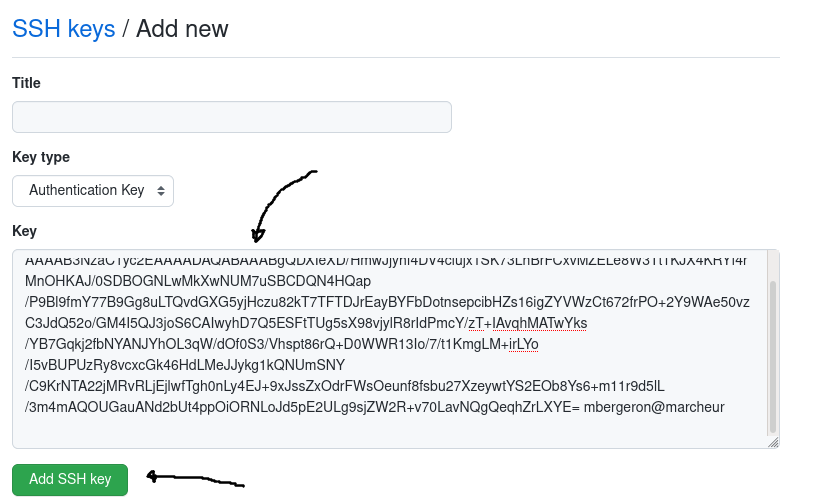 SSH keys / Add new
Title
Key type
Authentication Key
Key
MnOHKAJ/0SDBOGNLwMkXwNUM7uSBCDQN4HQap
/P9Bl9fmY77B9Gg8uLTQvdGXG5yjHczu82kT7TFTDJrEayBYFbDotnsepcibHZs16igZYVWzCt672frPO+2Y9WAe50vz
C3JdQ52o/GM4I5QJ3joS6CAIwyhD7Q5ESFtTUg5sX98vjylR8rIdPmcY/zT+IAvqhMATwYks
/YB7Gqkj2fbNYANJYhOL3qW/dOf0S3/Vhspt86rQ+D0WWR13Io/7/t1KmgLM+irLYo
/I5vBUPUzRy8vcxcGk46HdLMeJJykg1kQNUmSNY
/C9KrNTA22jMRvRLjEjlwfTgh0nLy4EJ+9xJssZxOdrFWsOeunf8fsbu27XzeywtYS2EOb8Ys6+m11r9d5lL
/3m4mAQOUGauANd2bUt4ppOiORNLoJd5pE2ULg9sjZW2R+v70LavNQgQeqhZrLXYE= mbergeron@marcheur
Add SSH key